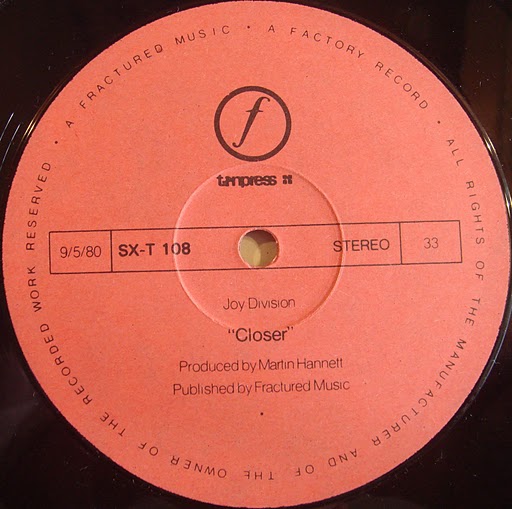 • A FRACTURED MUSIC • A FACTORY RECORD • ALL RIGHTS OF THE MANUFACTURER AND OF THE OWNER OF THE RECORDED WORK RESERVED
f
9/5/80 SX-T 108 STEREO 33
Joy Division
"Closer"
Produced by Martin Hannett
Published by Fractured Music